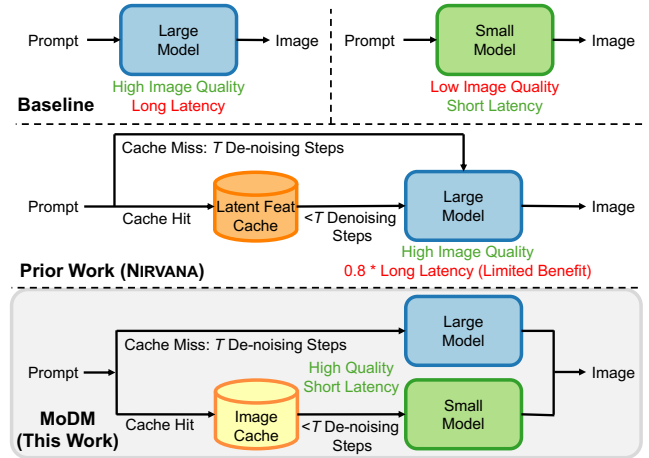 Prompt
Large
Model
Image
High Image Quality
Long Latency
Prompt
Small
Model
Image
Low Image Quality
Short Latency
Baseline
Cache Miss: T De-noising Steps
Prompt
Cache Hit
Latent Feat
Cache
<T Denoising
Steps
Large
Model
Image
High Image Quality
0.8 * Long Latency (Limited Benefit)
Prior Work (NIRVANA)
Cache Miss: T De-noising Steps
Large
Model
Prompt
High Quality
Short Latency
Image
Cache Hit
Image
Cache
<T De-noising
Steps
Small
Model
MoDM
(This Work)